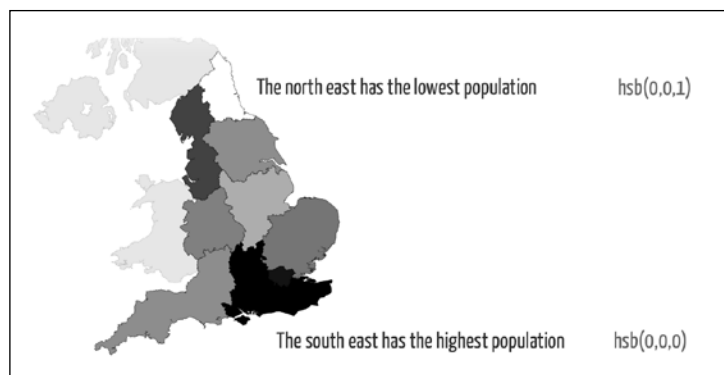 The north east has the lowest population hsb(0,0,1)
The south east has the highest population hsb(0,0,0)